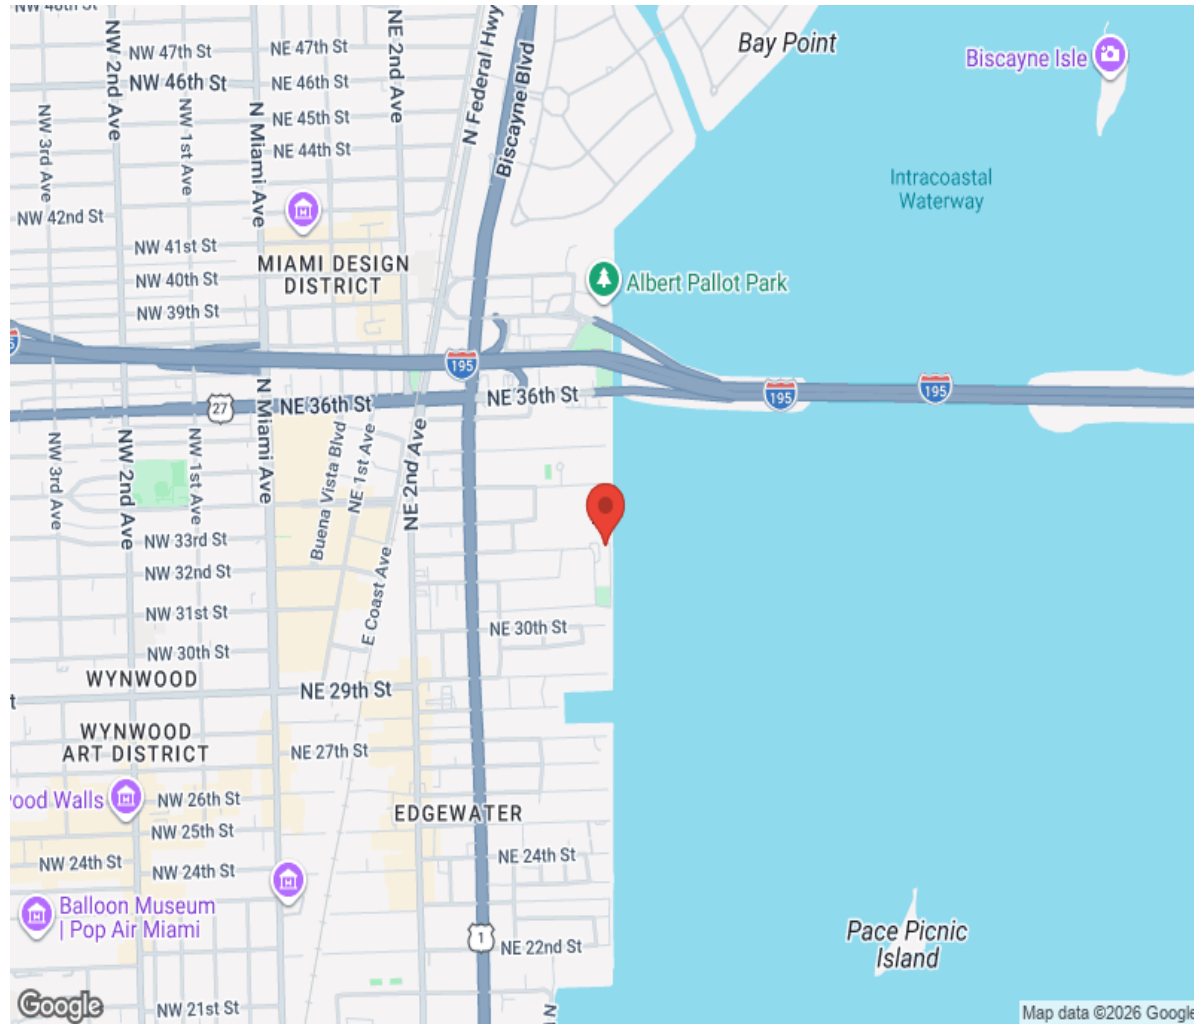 NW 48th St
NW 47th St
NE 47th St
NE 2nd Ave
N Federal Hwy
Biscayne Blvd
Bay Point
Biscayne Isle
NW 2nd Ave
NW 46th St
NE 46th St
NW 3rd Ave
NW 1st Ave
N Miami Ave
NE 45th St
NE 44th St
Intracoastal
Waterway
NW 42nd St
NW 41st St
MIAMI DESIGN
DISTRICT
NW 40th St
Albert Pallot Park
NW 39th St
195
195
195
NE 36th St
NE 36th St
27
N Miami Ave
NW 3rd Ave
NW 2nd Ave
NW 1st Ave
Buena Vista Blvd
NE 1st Ave
NE 2nd Ave
NW 33rd St
NW 32nd St
E Coast Ave
NW 31st St
NE 30th St
NW 30th St
WYNWOOD
NE 29th St
WYNWOOD
ART DISTRICT
NE 27th St
ood Walls
NW 26th St
EDGEWATER
NW 25th St
NW 24th St
NW 24th St
NE 24th St
Balloon Museum
| Pop Air Miami
1
NE 22nd St
Pace Picnic
Island
NW 21st St
Google
Map data ©2026 Google